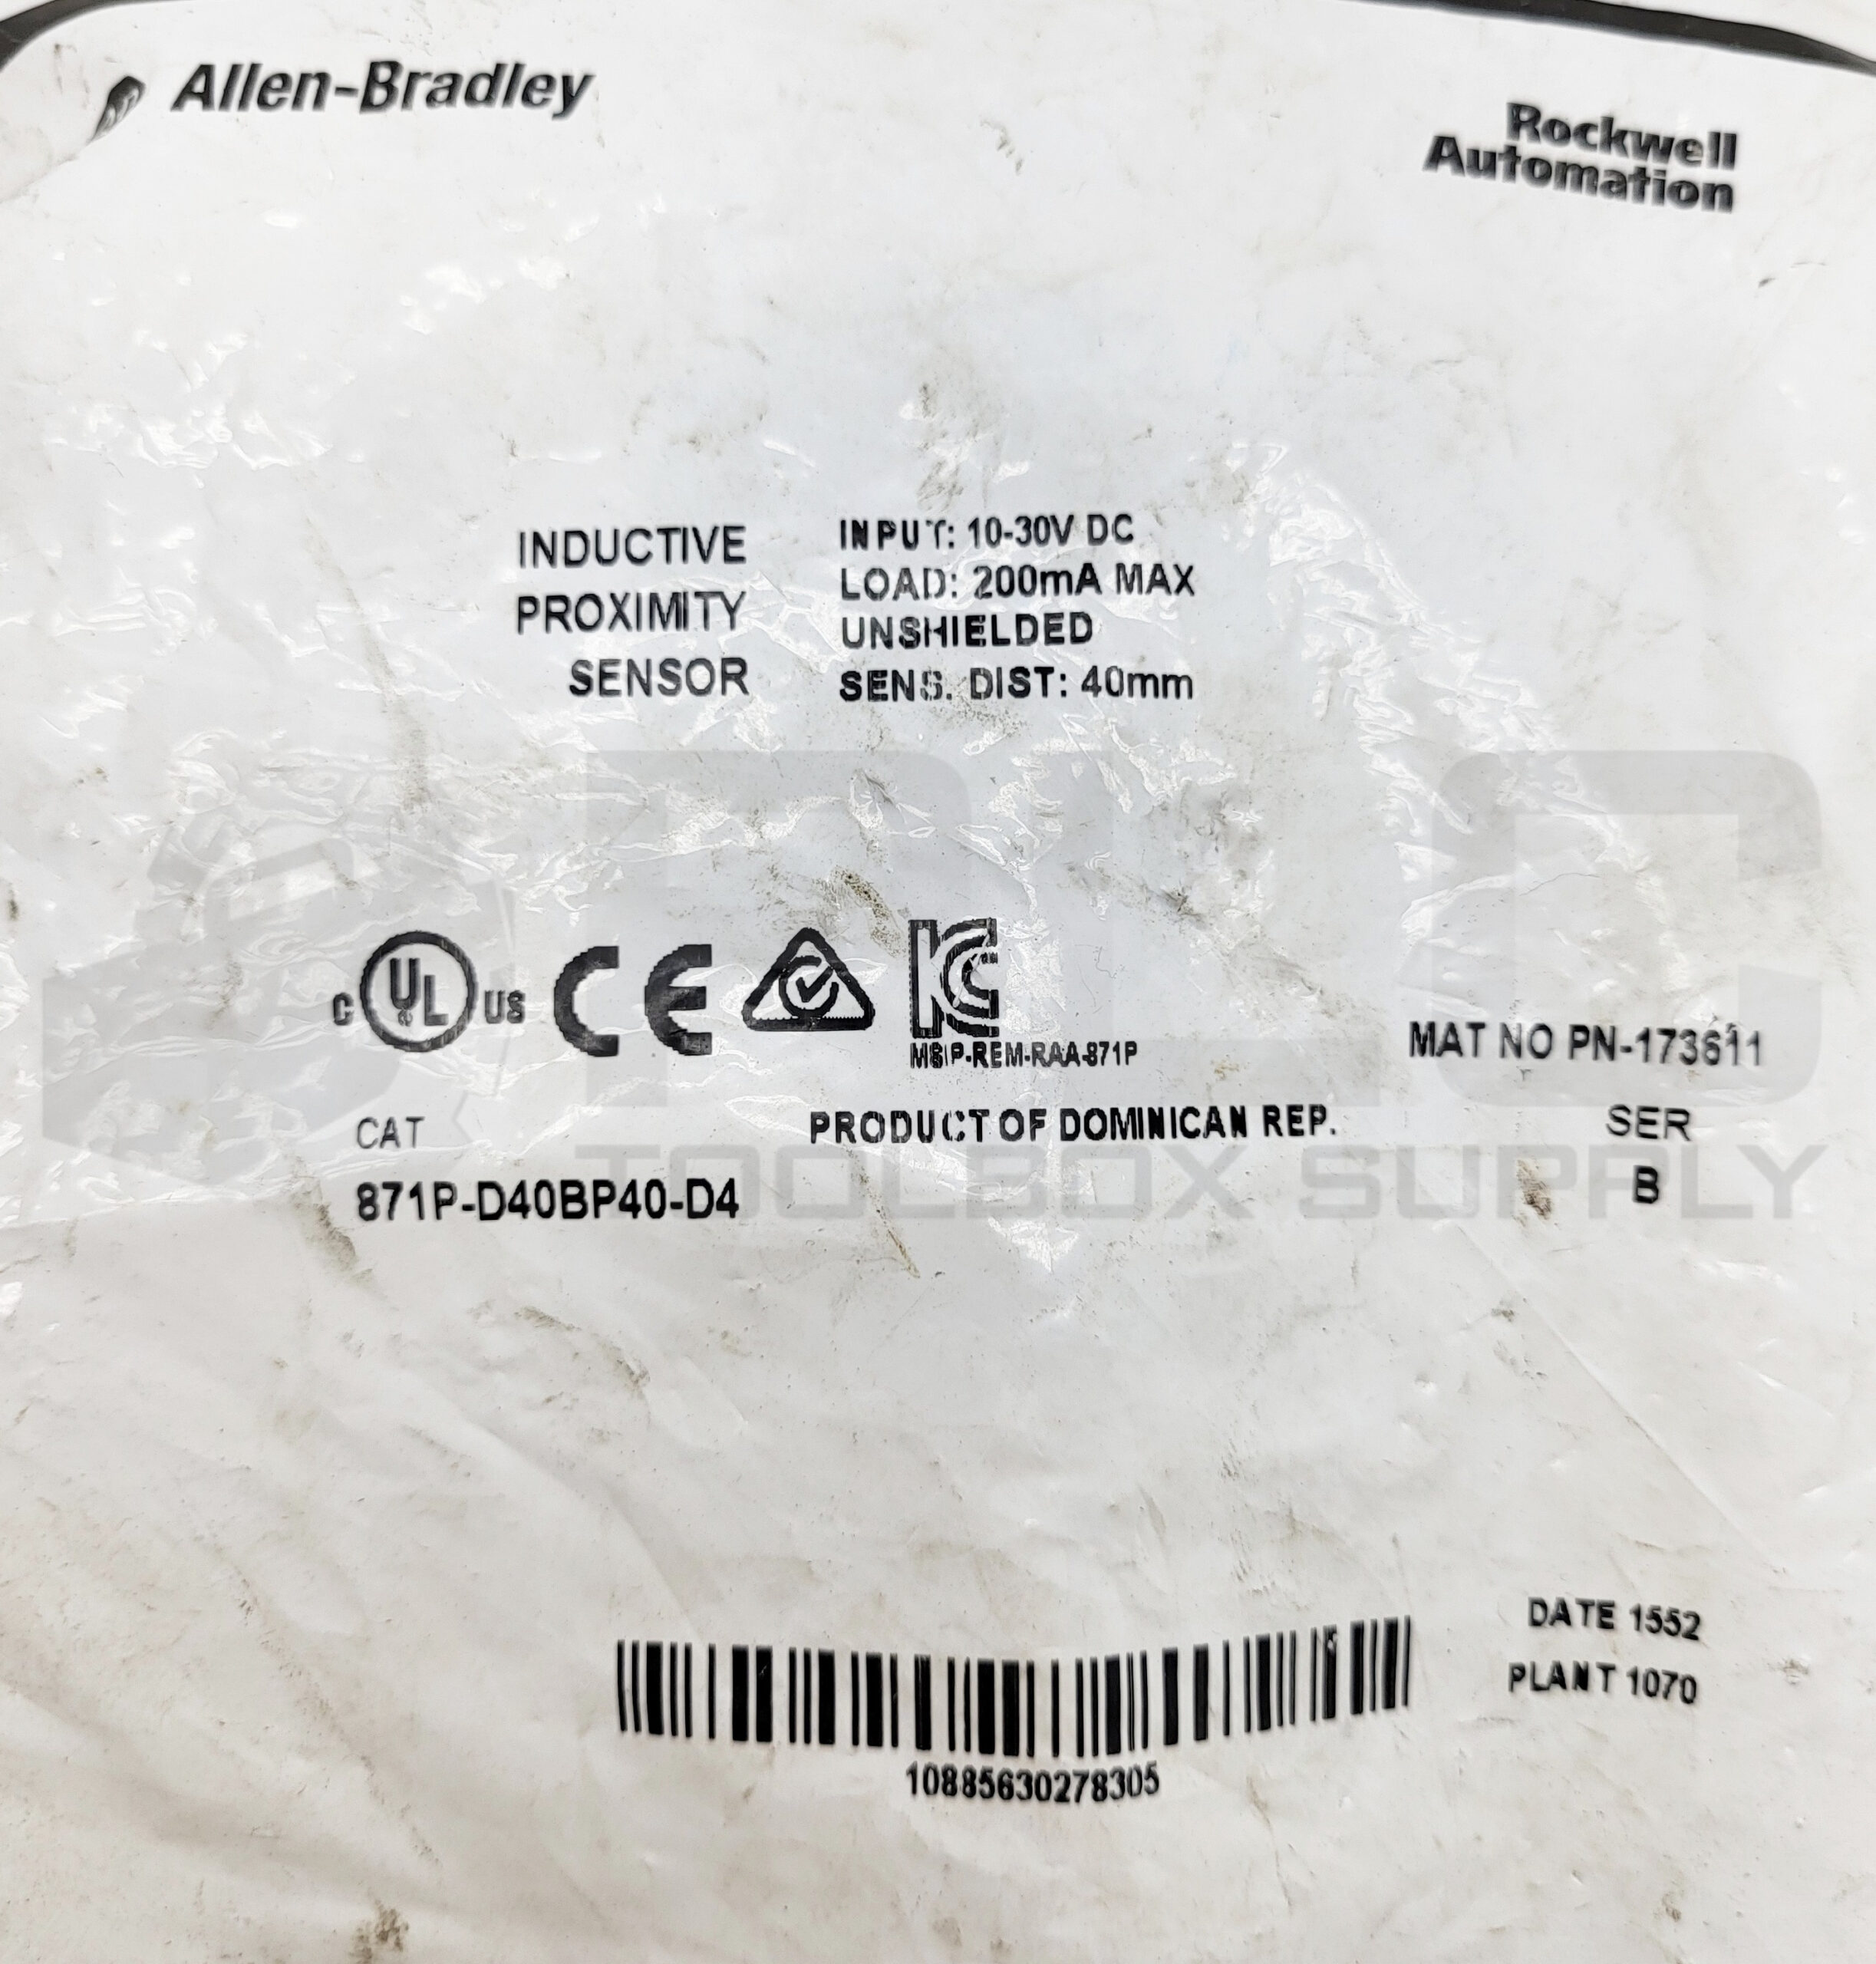 Allen-Bradley
Rockwell
Automation
INDUCTIVE
PROXIMITY
SENSOR
INPUT: 10-30V DC
LOAD: 200mA MAX
UNSHIELDED
SENS. DIST: 40mm
C UL US CE KC
MSIP-REM-RAA-871P
MAT NO PN-173611
CAT
871P-D40BP40-D4
PRODUCT OF DOMINICAN REP.
SER
B
PLC
TOOLBOX SUPPLY
DATE 1552
PLANT 1070
10885630278305